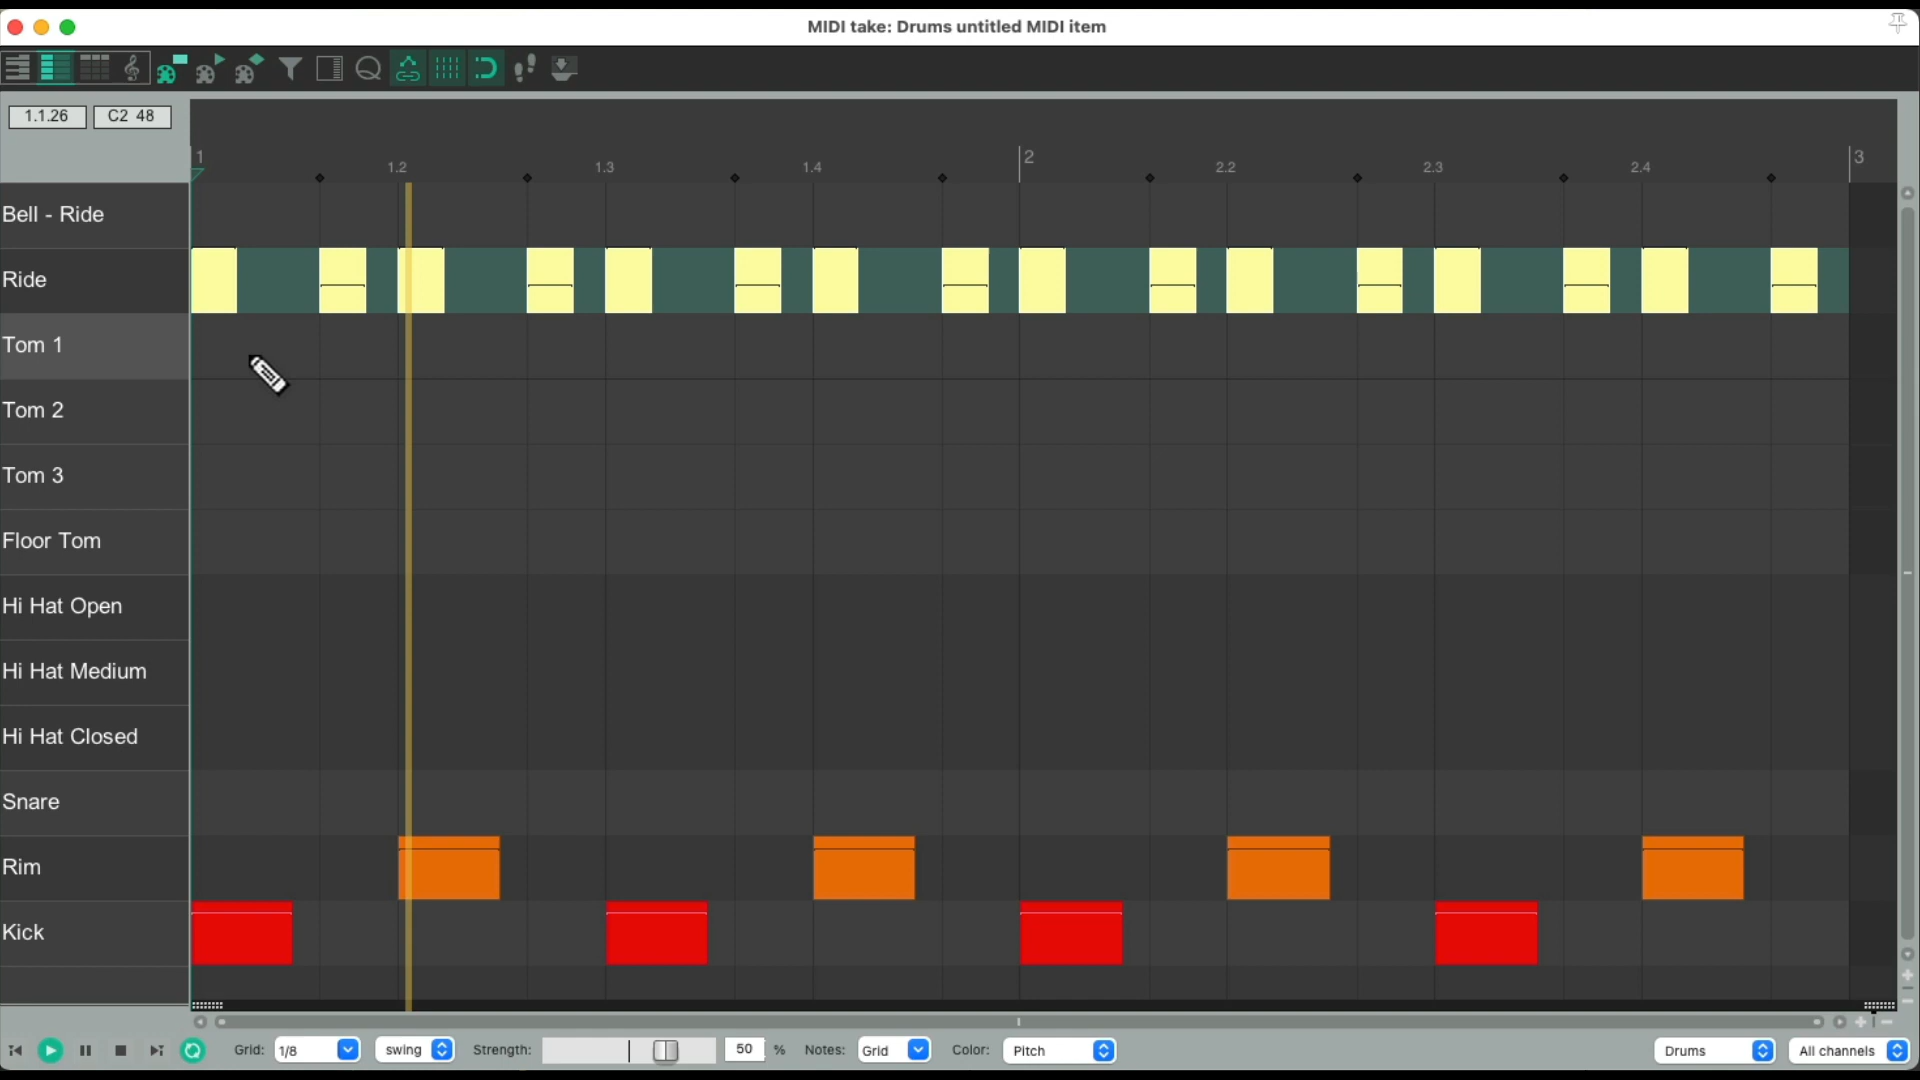 MIDI take: Drums untitled MIDI item
1.1.26 C2 48
1 1.2 1.3 1.4 2 2.2 2.3 2.4 3
Bell - Ride
Ride
Tom 1
Tom 2
Tom 3
Floor Tom
Hi Hat Open
Hi Hat Medium
Hi Hat Closed
Snare
Rim
Kick
Grid: 1/8 swing Strength: 50 % Notes: Grid Color: Pitch Drums All channels